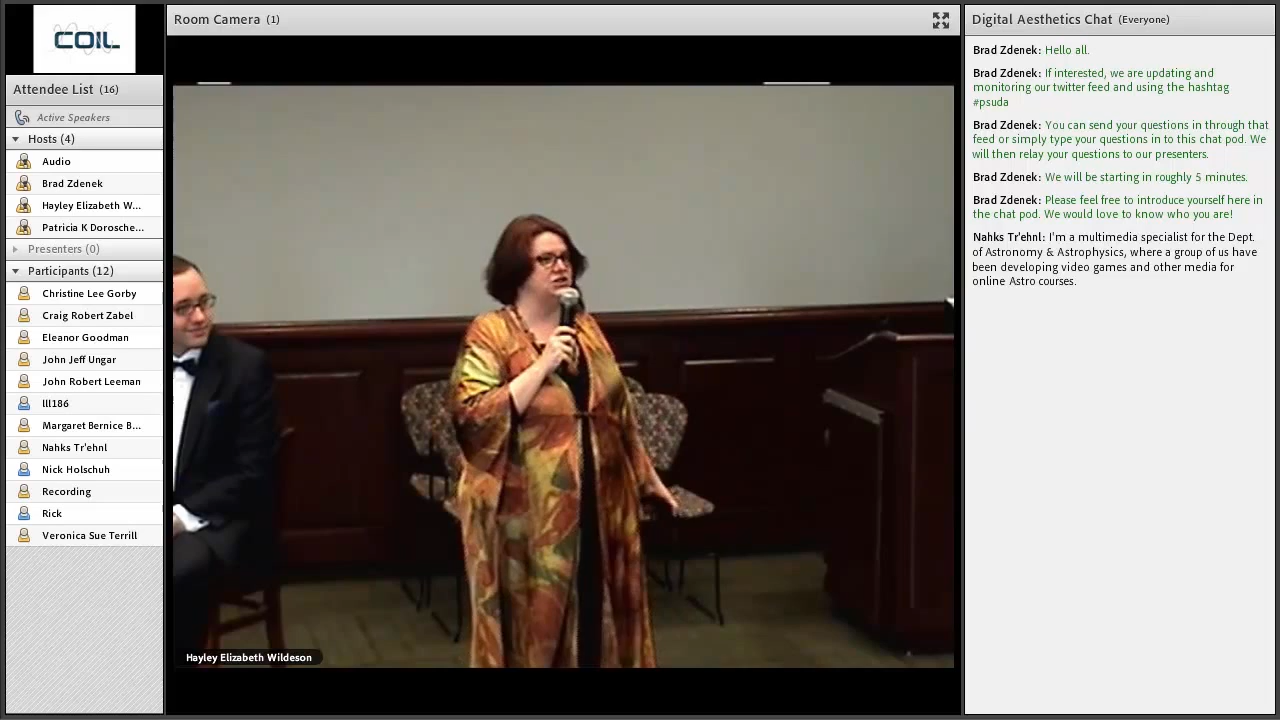 COIL
Attendee List (16)
Active Speakers
Hosts (4)
Audio
Brad Zdenek
Hayley Elizabeth W...
Patricia K Dorosche...
Presenters (0)
Participants (12)
Christine Lee Gorby
Craig Robert Zabel
Eleanor Goodman
John Jeff Ungar
John Robert Leeman
lll186
Margaret Bernice B...
Nahks Tr'ehnl
Nick Holschuh
Recording
Rick
Veronica Sue Terrill
Room Camera (1)
Hayley Elizabeth Wildeson
Digital Aesthetics Chat (Everyone)
Brad Zdenek: Hello all.
Brad Zdenek: If interested, we are updating and
monitoring our twitter feed and using the hashtag
#psuda
Brad Zdenek: You can send your questions in through that
feed or simply type your questions in to this chat pod. We
will then relay your questions to our presenters.
Brad Zdenek: We will be starting in roughly 5 minutes.
Brad Zdenek: Please feel free to introduce yourself here in
the chat pod. We would love to know who you are!
Nahks Tr'ehnl: I'm a multimedia specialist for the Dept.
of Astronomy & Astrophysics, where a group of us have
been developing video games and other media for
online Astro courses.